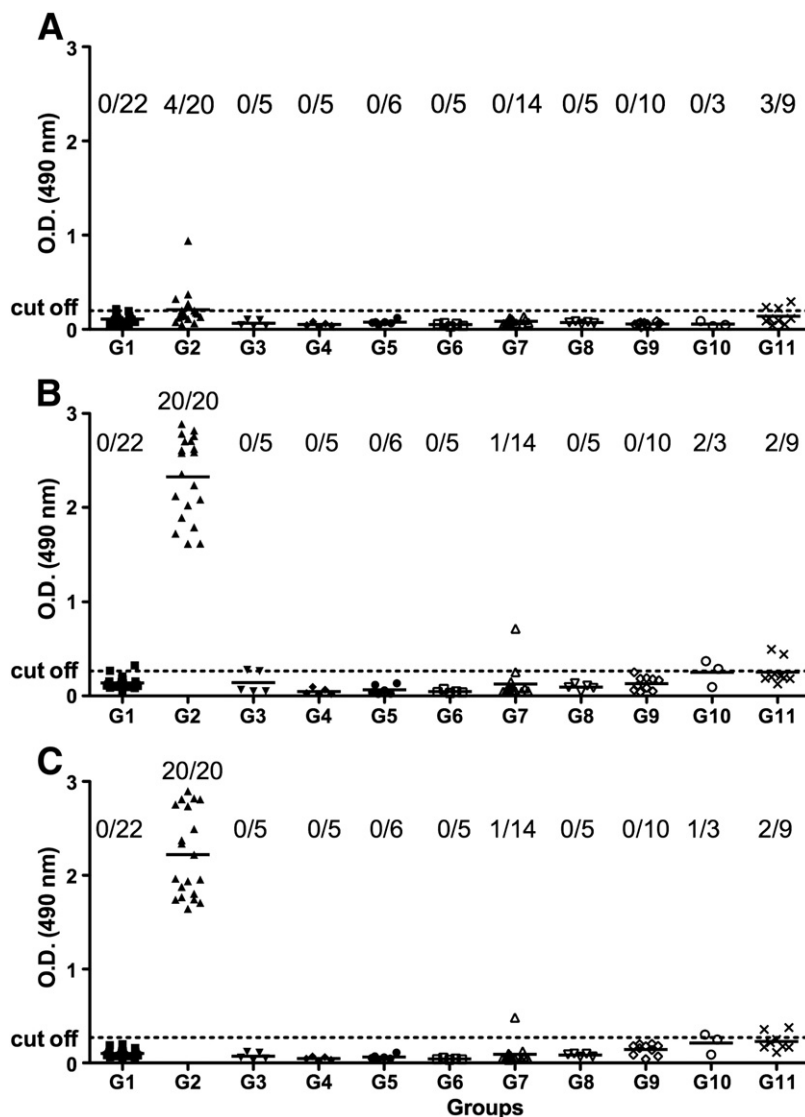 A
3
0/22 4/20 0/5 0/5 0/6 0/5 0/14 0/5 0/10 0/3 3/9
2
O.D. (490 nm)
1
cut off
0
G1 G2 G3 G4 G5 G6 G7 G8 G9 G10 G11
B
20/20
3
0/22 0/5 0/5 0/6 0/5 1/14 0/5 0/10 2/3 2/9
2
O.D. (490 nm)
1
cut off
0
G1 G2 G3 G4 G5 G6 G7 G8 G9 G10 G11
C
20/20
3
0/22 0/5 0/5 0/6 0/5 1/14 0/5 0/10 1/3 2/9
2
O.D. (490 nm)
1
cut off
0
G1 G2 G3 G4 G5 G6 G7 G8 G9 G10 G11
Groups